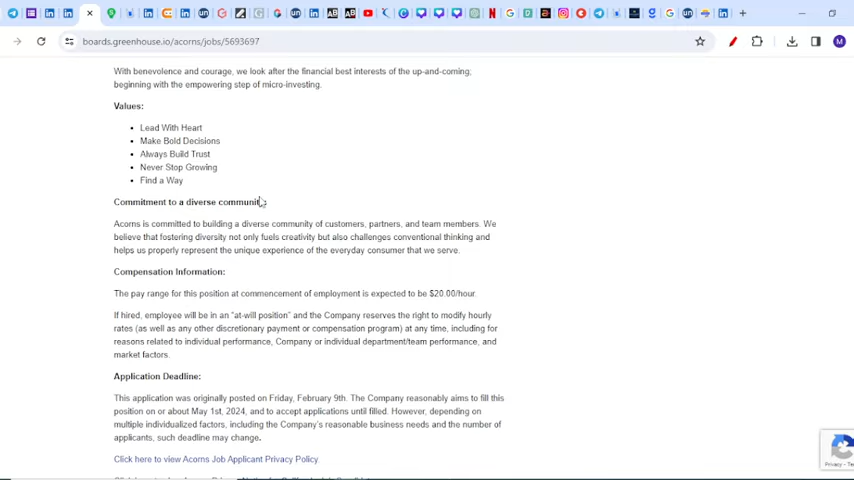 boards.greenhouse.io/acorns/jobs/5693697
M
With benevolence and courage, we look after the financial best interests of the up-and-coming,
beginning with the empowering step of micro-investing.
Values:
Lead With Heart
Make Bold Decisions
Always Build Trust
Never Stop Growing
Find a Way
Commitment to a diverse community:
Acorns is committed to building a diverse community of customers, partners, and team members. We
believe that fostering diversity not only fuels creativity but also challenges conventional thinking and
helps us properly represent the unique experience of the everyday consumer that we serve.
Compensation Information:
The pay range for this position at commencement of employment is expected to be $20.00/hour.
If hired, employee will be in an "at-will position" and the Company reserves the right to modify hourly
rates (as well as any other discretionary payment or compensation program) at any time, including for
reasons related to individual performance, Company or individual department/team performance, and
market factors.
Application Deadline:
This application was originally posted on Friday, February 9th. The Company reasonably aims to fill this
position on or about May 1st, 2024, and to accept applications until filled. However, depending on
multiple individualized factors, including the Company's reasonable business needs and the number of
applicants, such deadline may change.
Click here to view Acorns Job Applicant Privacy Policy
Privacy - Te